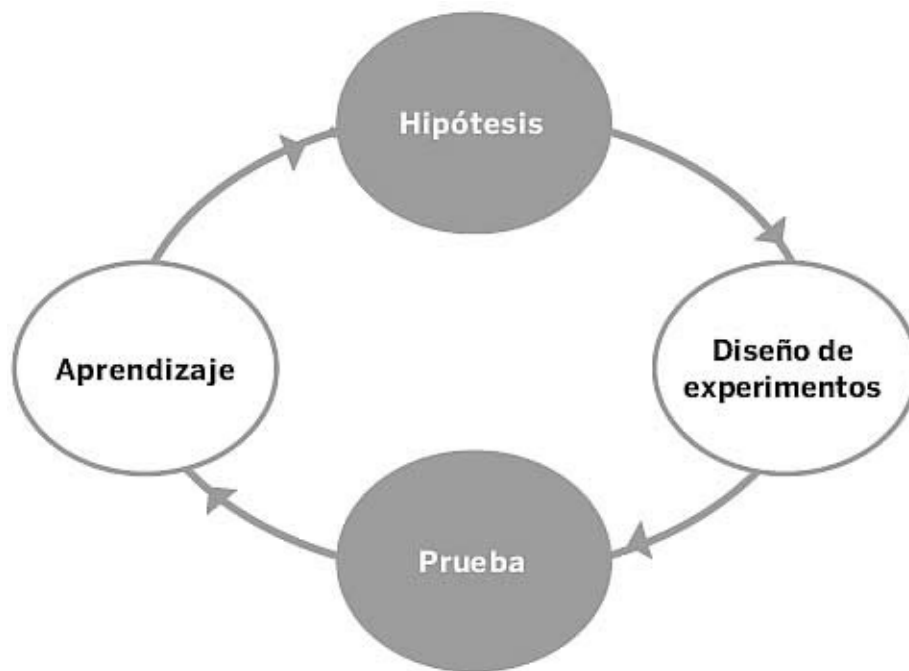 Hipótesis
Diseño de
experimentos
Prueba
Aprendizaje